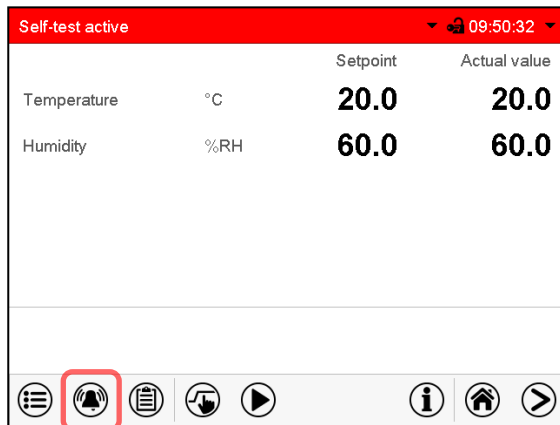 Self-test active 09:50:32
Setpoint Actual value
Temperature °C 20.0 20.0
Humidity %RH 60.0 60.0